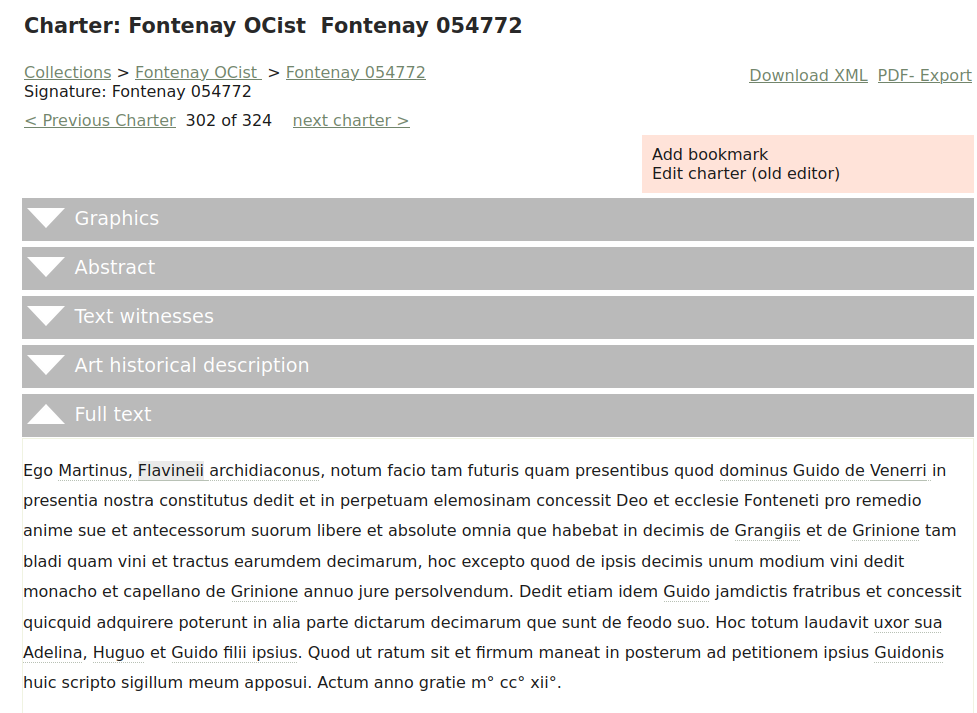 Charter: Fontenay OCist  Fontenay 054772
Collections > Fontenay OCist  > Fontenay 054772
Download XML  PDF- Export
Signature: Fontenay 054772
< Previous Charter  302 of 324  next charter >
Add bookmark
Edit charter (old editor)
Graphics
Abstract
Text witnesses
Art historical description
Full text
Ego Martinus, Flavineii archidiaconus, notum facio tam futuris quam presentibus quod dominus Guido de Venerri in
presentia nostra constitutus dedit et in perpetuam elemosinam concessit Deo et ecclesie Fonteneti pro remedio
anime sue et antecessorum suorum libere et absolute omnia que habebat in decimis de Grangiis et de Grinione tam
bladi quam vini et tractus earumdem decimarum, hoc excepto quod de ipsis decimis unum modium vini dedit
monacho et capellano de Grinione annuo jure persolvendum. Dedit etiam idem Guido jamdictis fratribus et concessit
quicquid adquirere poterunt in alia parte dictarum decimarum que sunt de feodo suo. Hoc totum laudavit uxor sua
Adelina, Huguo et Guido filii ipsius. Quod ut ratum sit et firmum maneat in posterum ad petitionem ipsius Guidonis
huic scripto sigillum meum apposui. Actum anno gratie m° cc° xii°.